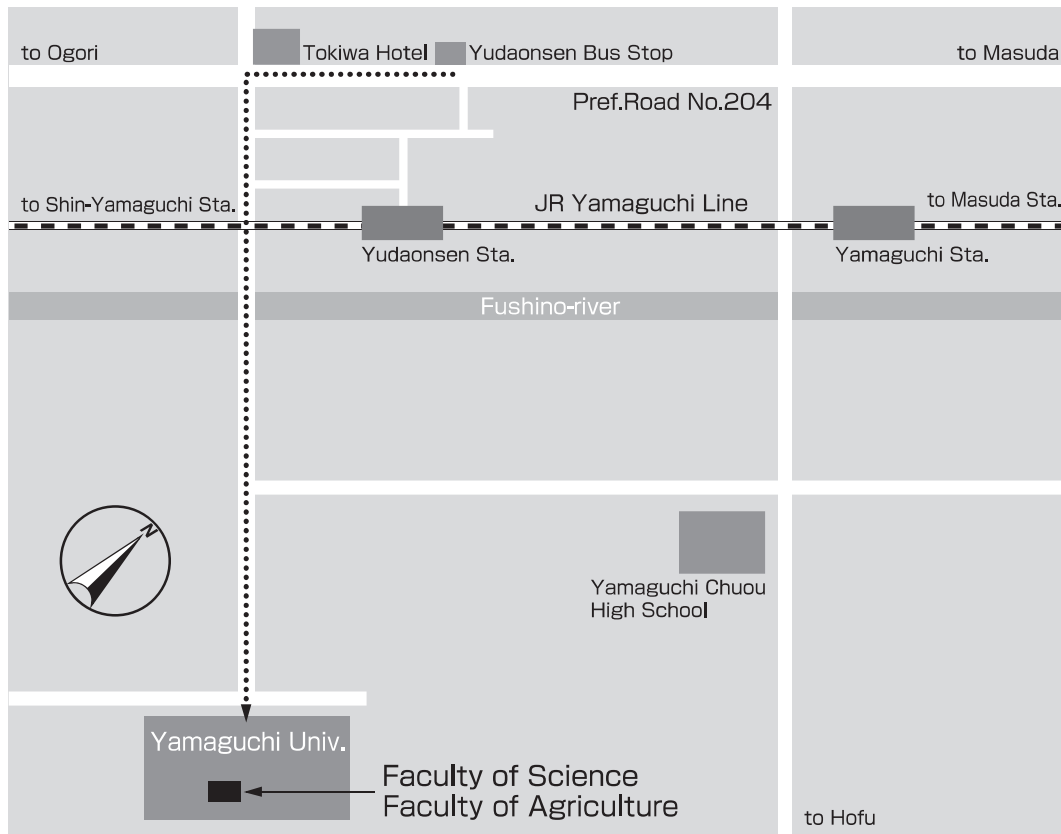 to Ogori
Tokiwa Hotel
Yudaonsen Bus Stop
to Masuda
Pref.Road No.204
to Shin-Yamaguchi Sta.
JR Yamaguchi Line
to Masuda Sta.
Yudaonsen Sta.
Yamaguchi Sta.
Fushino-river
N
Yamaguchi Chuou
High School
Yamaguchi Univ.
Faculty of Science
Faculty of Agriculture
to Hofu